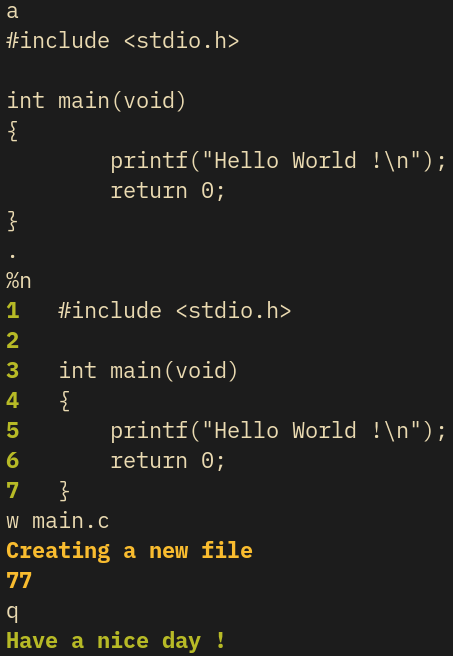 a
#include <stdio.h>

int main(void)
{
        printf("Hello World !\n");
        return 0;
}
.
%n
1   #include <stdio.h>
2
3   int main(void)
4   {
5       printf("Hello World !\n");
6       return 0;
7   }
w main.c
Creating a new file
77
q
Have a nice day !